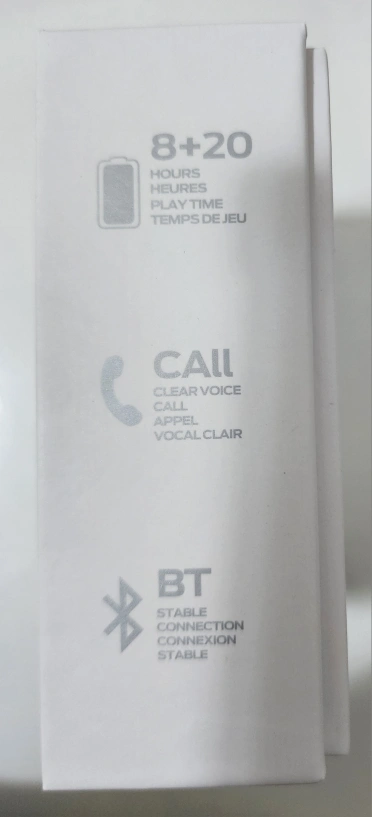 8+20
HOURS
HEURES
PLAY TIME
TEMPS DE JEU
CAll
CLEAR VOICE
CALL
APPEL
VOCAL CLAIR
BT
STABLE
CONNECTION
CONNEXION
STABLE